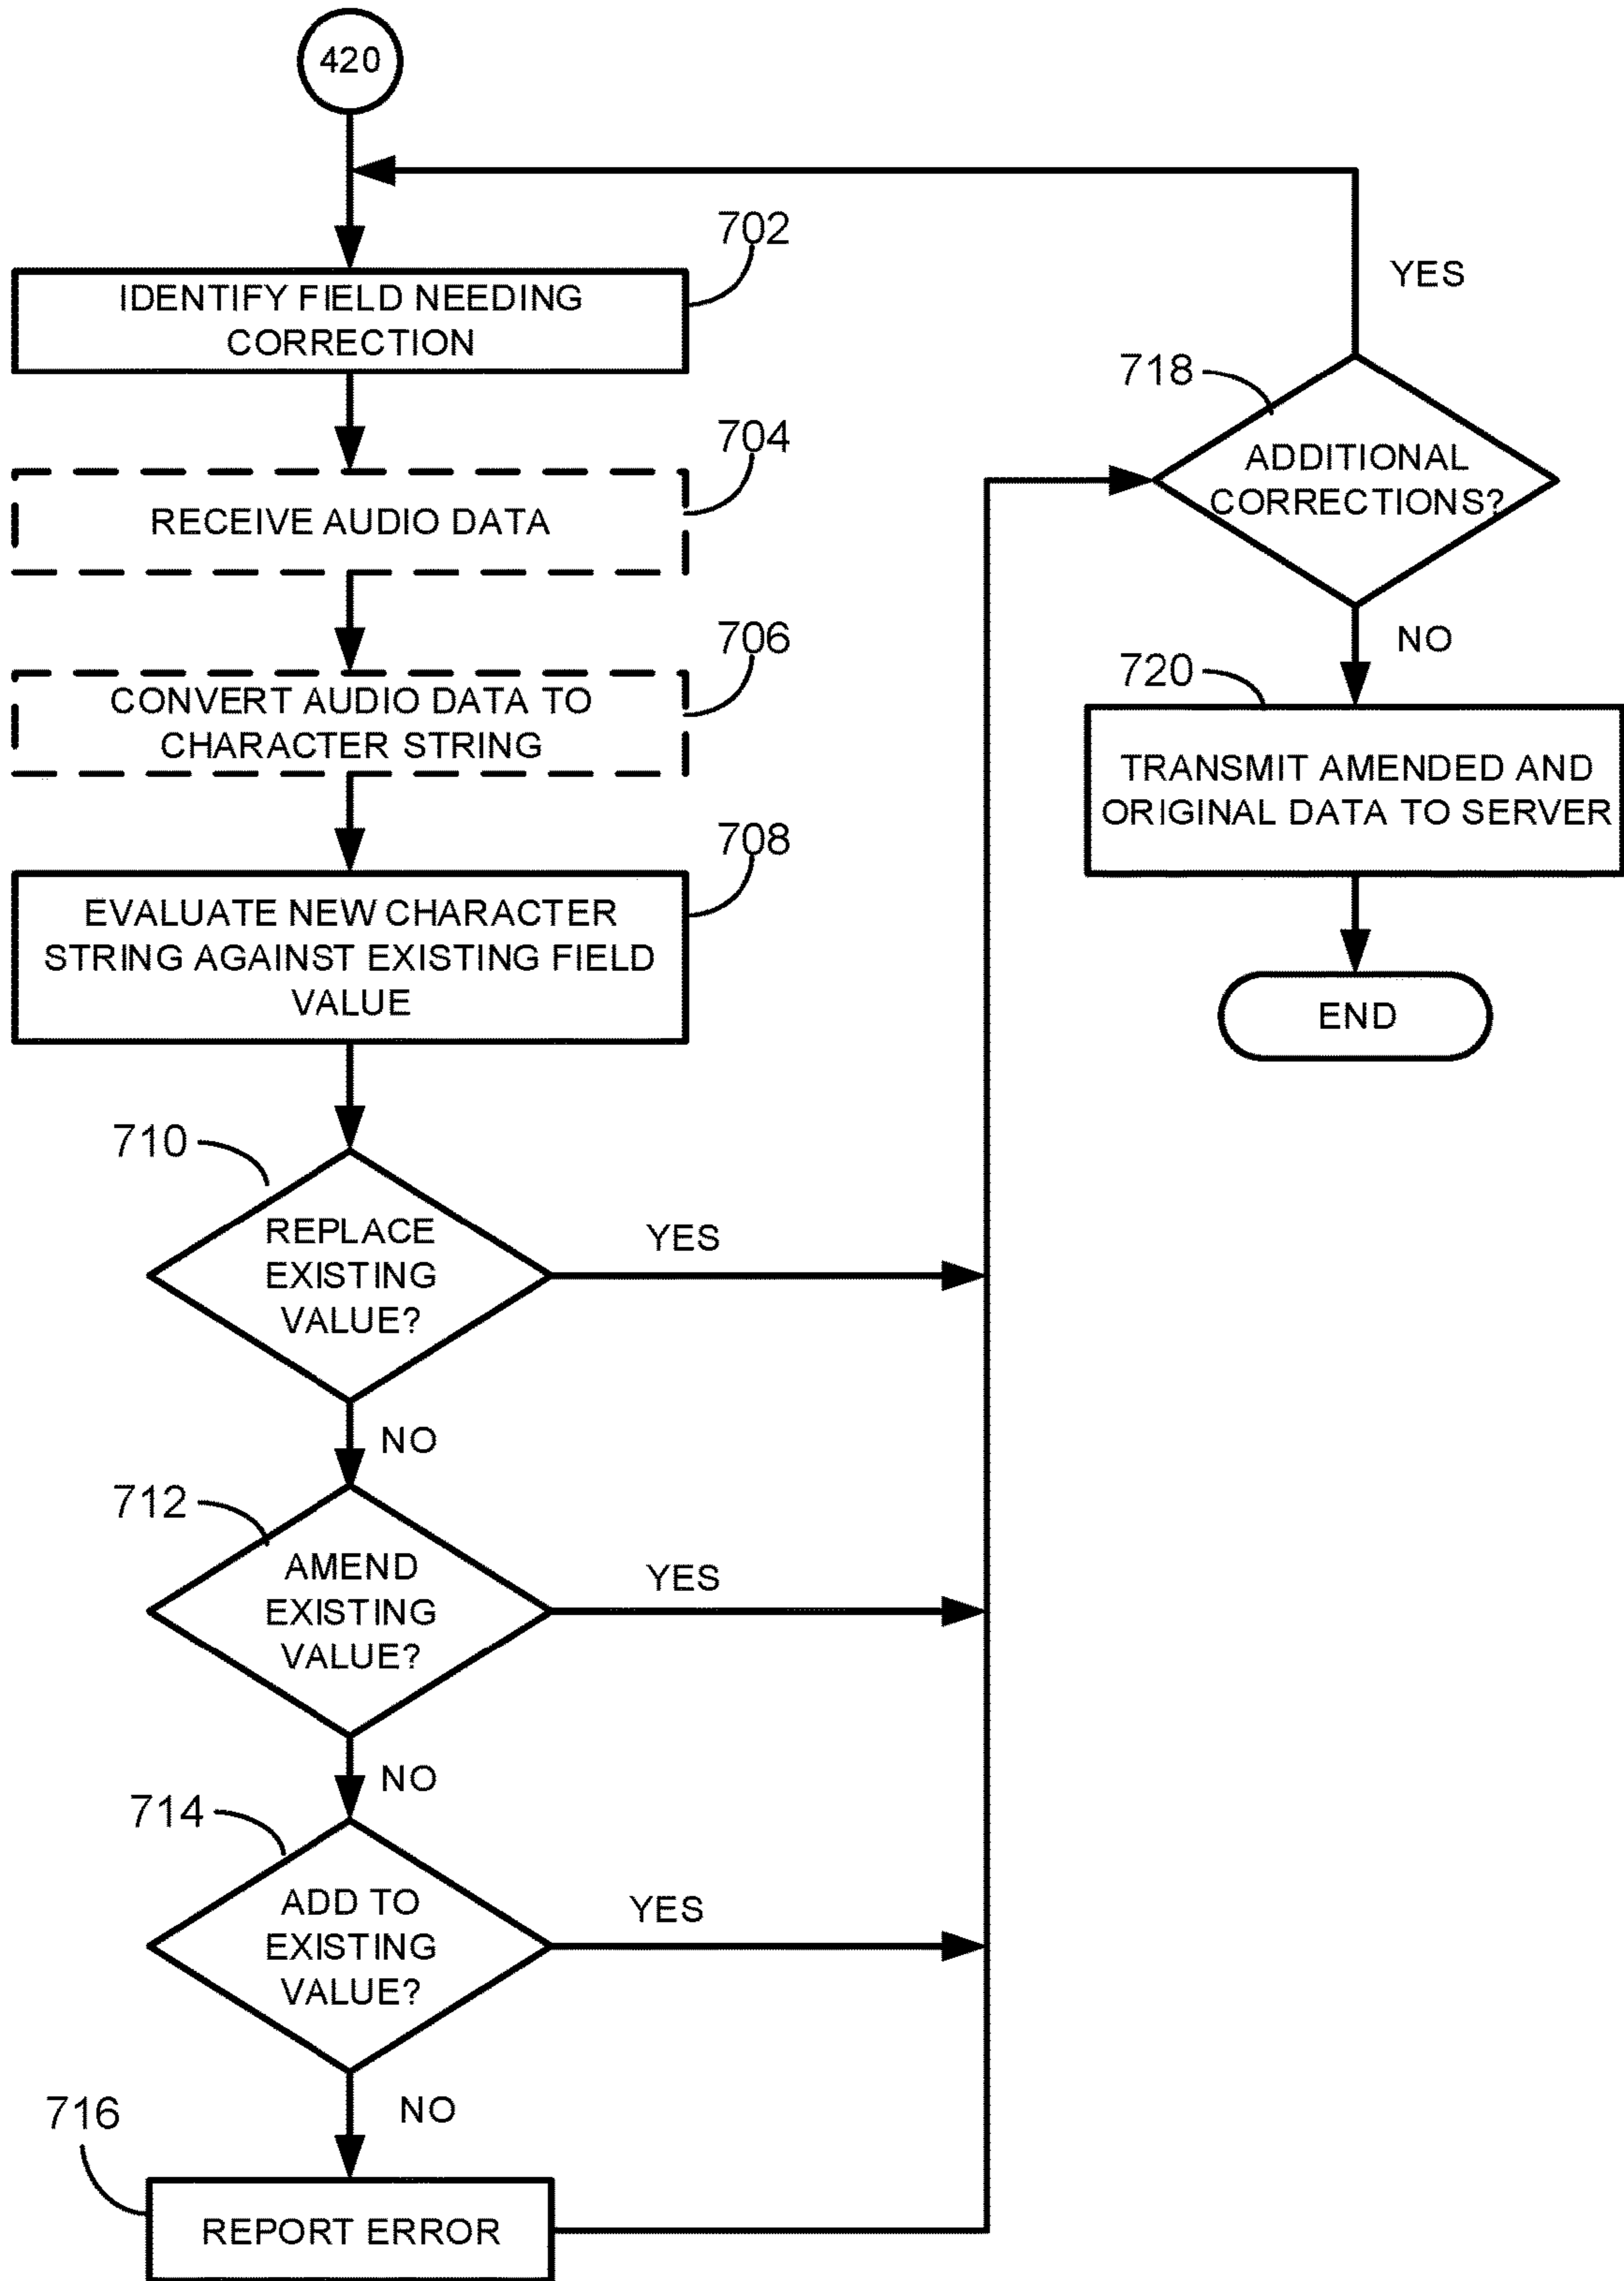 420
702
IDENTIFY FIELD NEEDING
CORRECTION
704
RECEIVE AUDIO DATA
706
CONVERT AUDIO DATA TO
CHARACTER STRING
708
EVALUATE NEW CHARACTER
STRING AGAINST EXISTING FIELD
VALUE
710
REPLACE
EXISTING
VALUE?
YES
NO
712
AMEND
EXISTING
VALUE?
YES
NO
714
ADD TO
EXISTING
VALUE?
YES
NO
716
REPORT ERROR
YES
718
ADDITIONAL
CORRECTIONS?
NO
720
TRANSMIT AMENDED AND
ORIGINAL DATA TO SERVER
END